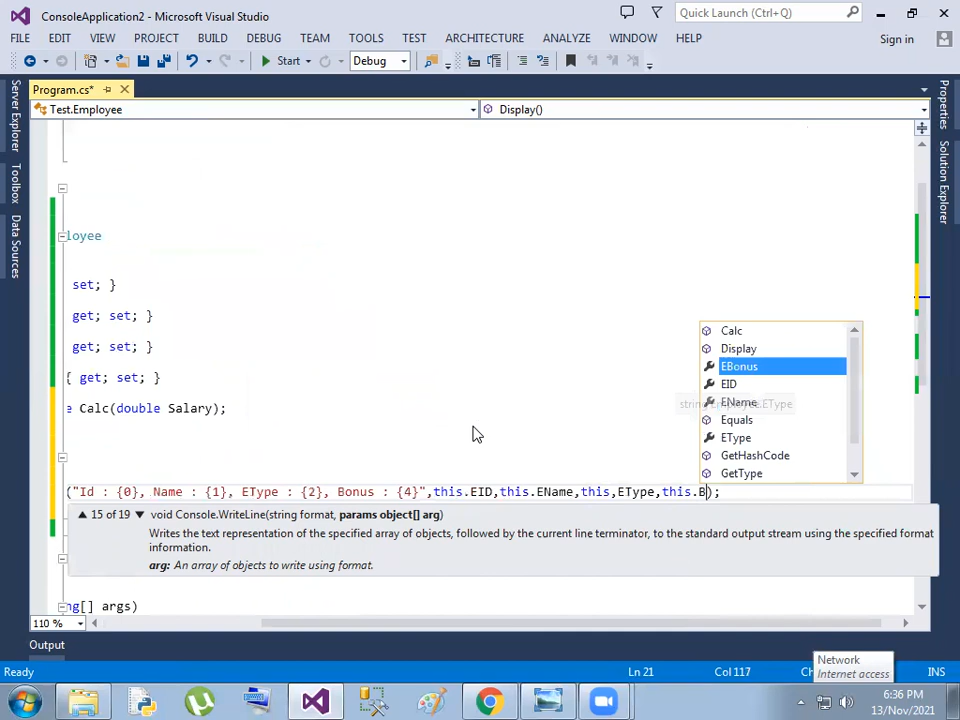 ConsoleApplication2 - Microsoft Visual Studio
Quick Launch (Ctrl+Q)
FILE EDIT VIEW PROJECT BUILD DEBUG TEAM TOOLS TEST ARCHITECTURE ANALYZE WINDOW HELP
Sign in
Start Debug
Program.cs*
Test.Employee Display()
Server Explorer
Toolbox
Data Sources
Properties
Solution Explorer
loyee
set; }
get; set; }
get; set; }
{ get; set; }
e Calc(double Salary);
("Id : {0}, Name : {1}, EType : {2}, Bonus : {4}",this.EID,this.EName,this,EType,this.B);
Calc
Display
EBonus
EID
EName
Equals
EType
GetHashCode
GetType
string Employee.EType
15 of 19 void Console.WriteLine(string format, params object[] arg)
Writes the text representation of the specified array of objects, followed by the current line terminator, to the standard output stream using the specified format
information.
arg: An array of objects to write using format.
ng[] args)
110 %
Output
Ready Ln 21 Col 117 Ch INS
Network
Internet access
6:36 PM
13/Nov/2021